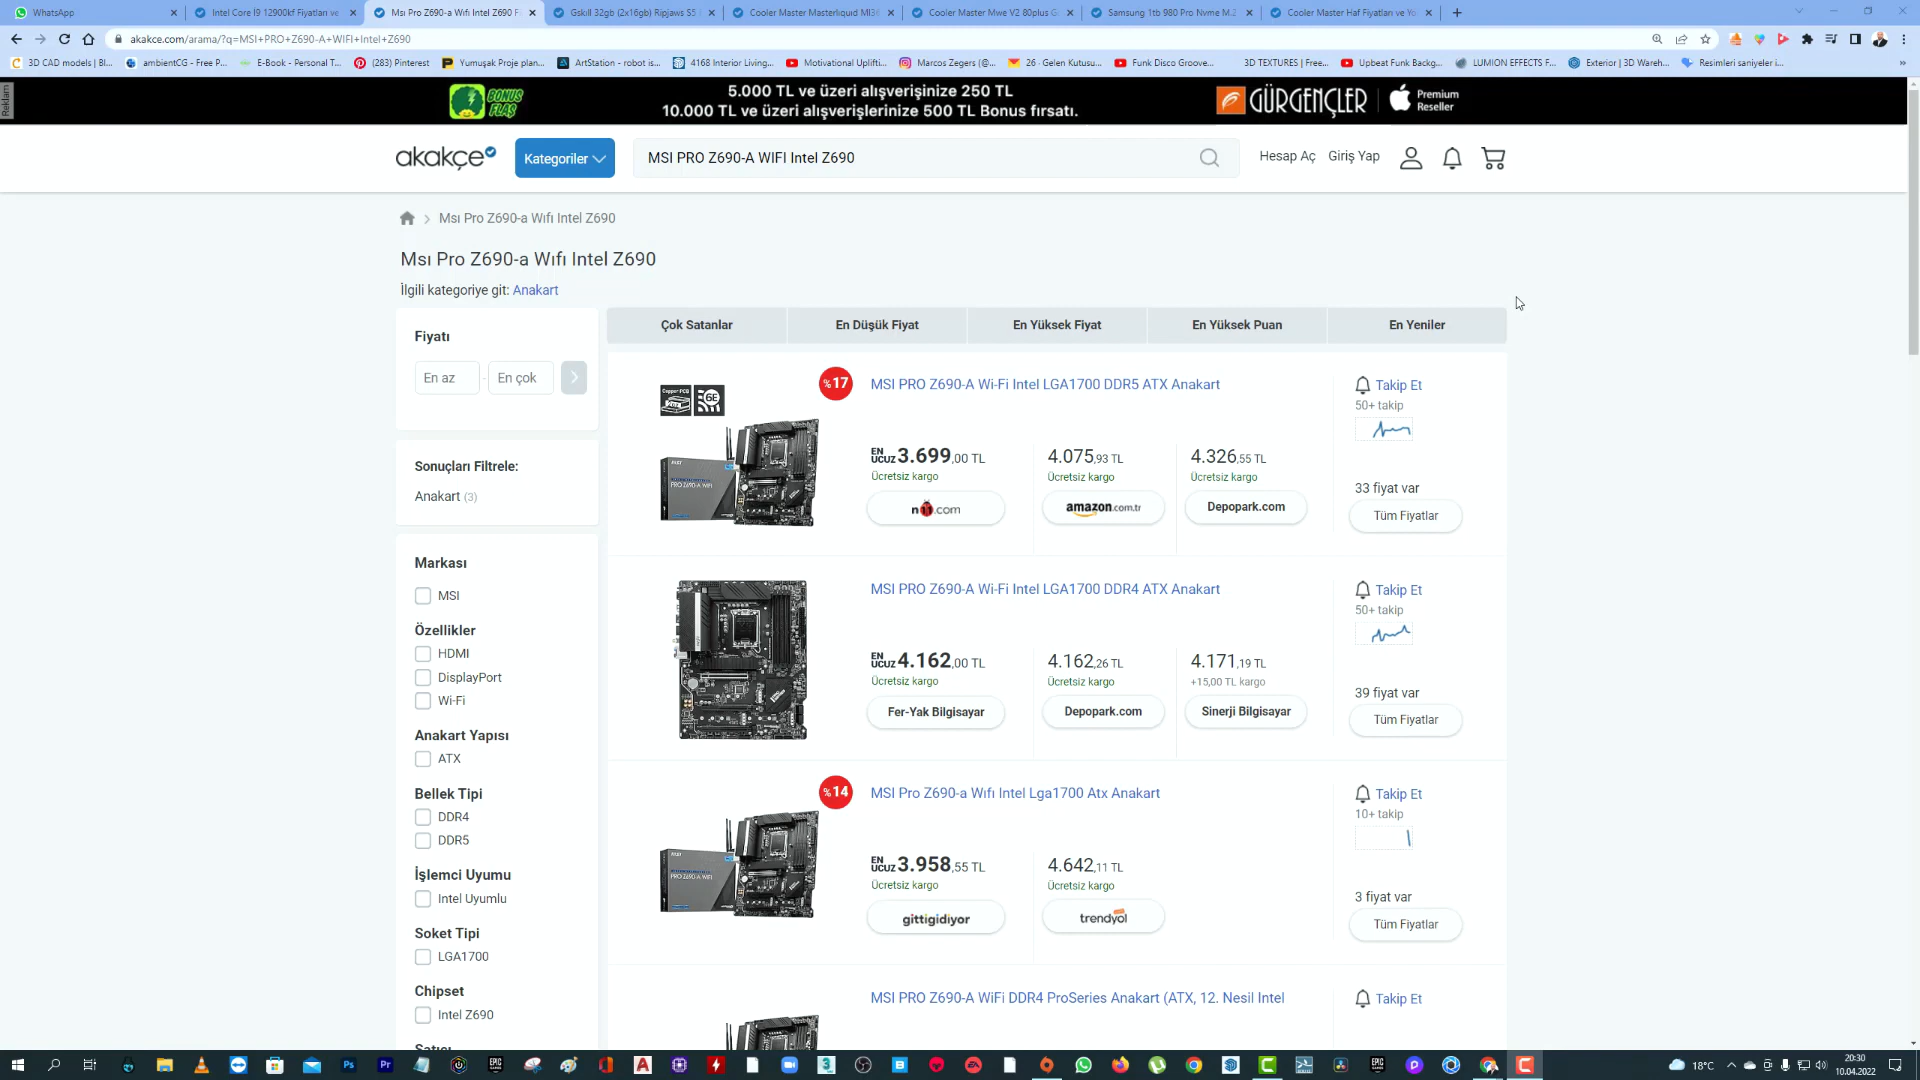 WhatsApp
Intel Core İ9 12900kf Fiyatları ve
Msı Pro Z690-a Wıfı Intel Z690 F
Gskıll 32gb (2x16gb) Ripjaws S5
Cooler Master Masterlıquıd Ml3
Cooler Master Mwe V2 80plus G
Samsung 1tb 980 Pro Nvme M.2
Cooler Master Haf Fiyatları ve Yo
akakce.com/arama/?q=MSI+PRO+Z690-A+WIFI+Intel+Z690
3D CAD models | Bl...
ambientCG - Free P...
E-Book - Personal T...
(283) Pinterest
Yumuşak Proje plan...
ArtStation - robot is...
4168 Interior Living...
Motivational Uplifti...
Marcos Zegers (@...
26 · Gelen Kutusu...
Funk Disco Groove...
3D TEXTURES | Free...
Upbeat Funk Backg...
LUMION EFFECTS F...
Exterior | 3D Wareh...
Resimleri saniyeler i...
Reklam
BONUS
FLAŞ
5.000 TL ve üzeri alışverişinize 250 TL
10.000 TL ve üzeri alışverişlerinize 500 TL Bonus fırsatı.
GÜRGENÇLER
Premium
Reseller
akakçe
Kategoriler
MSI PRO Z690-A WIFI Intel Z690
Hesap Aç
Giriş Yap
Msı Pro Z690-a Wıfı Intel Z690
Msı Pro Z690-a Wıfı Intel Z690
İlgili kategoriye git: Anakart
Fiyatı
En az - En çok
Sonuçları Filtrele:
Anakart (3)
Markası
MSI
Özellikler
HDMI
DisplayPort
Wi-Fi
Anakart Yapısı
ATX
Bellek Tipi
DDR4
DDR5
İşlemci Uyumu
Intel Uyumlu
Soket Tipi
LGA1700
Chipset
Intel Z690
Satıcı
Çok Satanlar
En Düşük Fiyat
En Yüksek Fiyat
En Yüksek Puan
En Yeniler
%17
MSI PRO Z690-A Wi-Fi Intel LGA1700 DDR5 ATX Anakart
EN UCUZ 3.699,00 TL
Ücretsiz kargo
n11.com
4.075,93 TL
Ücretsiz kargo
amazon.com.tr
4.326,55 TL
Ücretsiz kargo
Depopark.com
Takip Et
50+ takip
33 fiyat var
Tüm Fiyatlar
MSI PRO Z690-A Wi-Fi Intel LGA1700 DDR4 ATX Anakart
EN UCUZ 4.162,00 TL
Ücretsiz kargo
Fer-Yak Bilgisayar
4.162,26 TL
Ücretsiz kargo
Depopark.com
4.171,19 TL
+15,00 TL kargo
Sinerji Bilgisayar
Takip Et
50+ takip
39 fiyat var
Tüm Fiyatlar
%14
MSI Pro Z690-a Wıfı Intel Lga1700 Atx Anakart
EN UCUZ 3.958,55 TL
Ücretsiz kargo
gittigidiyor
4.642,11 TL
Ücretsiz kargo
trendyol
Takip Et
10+ takip
3 fiyat var
Tüm Fiyatlar
MSI PRO Z690-A WiFi DDR4 ProSeries Anakart (ATX, 12. Nesil Intel
Takip Et
18°C
20:30
10.04.2022